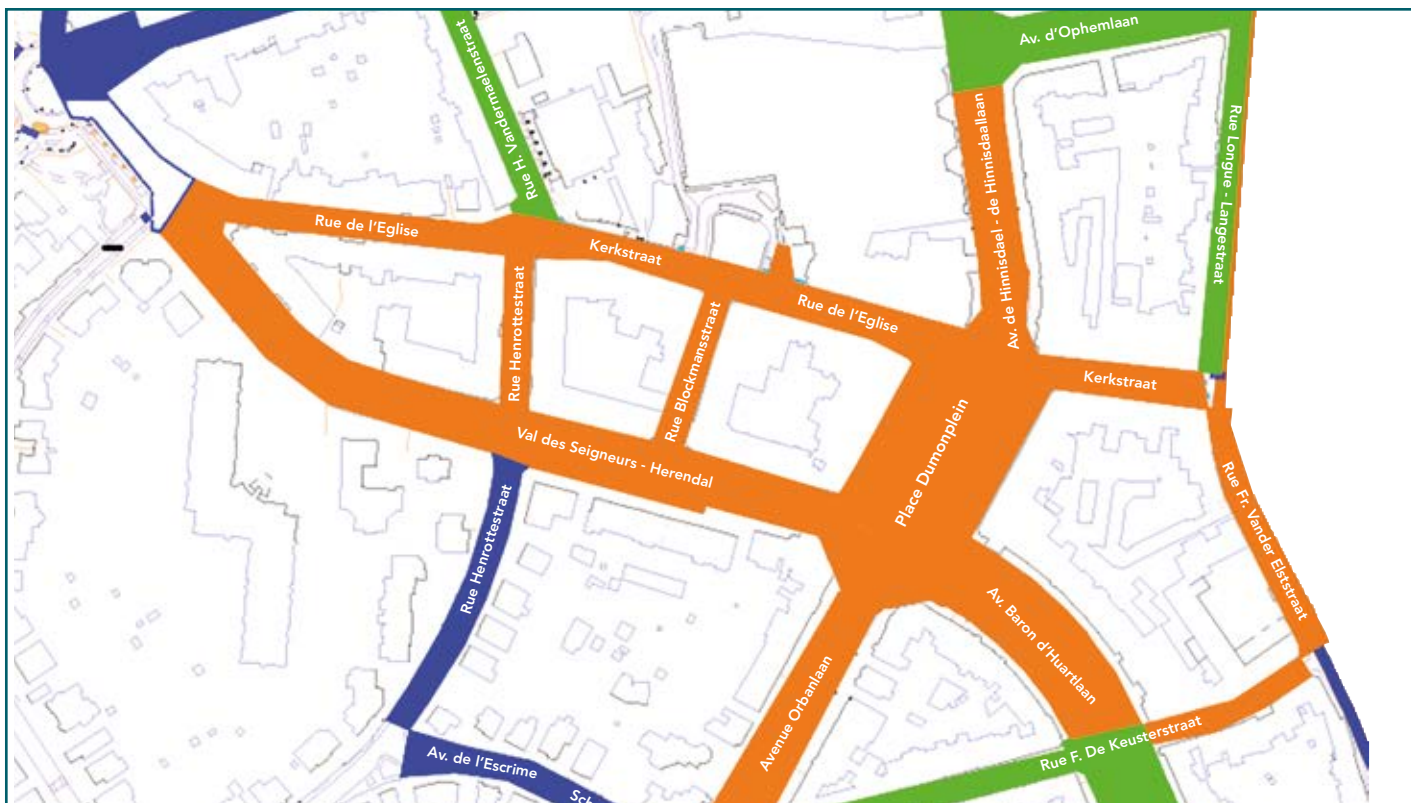 Av. d'Ophemlaan
Rue H. Vandermaelenstraat
Rue Longue - Langestraat
Av. de Hinnisdael - de Hinnisdaallaan
Rue de l'Eglise
Kerkstraat
Rue de l'Eglise
Kerkstraat
Rue Henrottestraat
Rue Blockmansstraat
Val des Seigneurs - Herendal
Place Dumonplein
Rue Fr. Vander Elststraat
Rue Henrottestraat
Av. Baron d'Huartlaan
Avenue Orbanlaan
Rue F. De Keusterstraat
Av. de l'Escrime
Sch